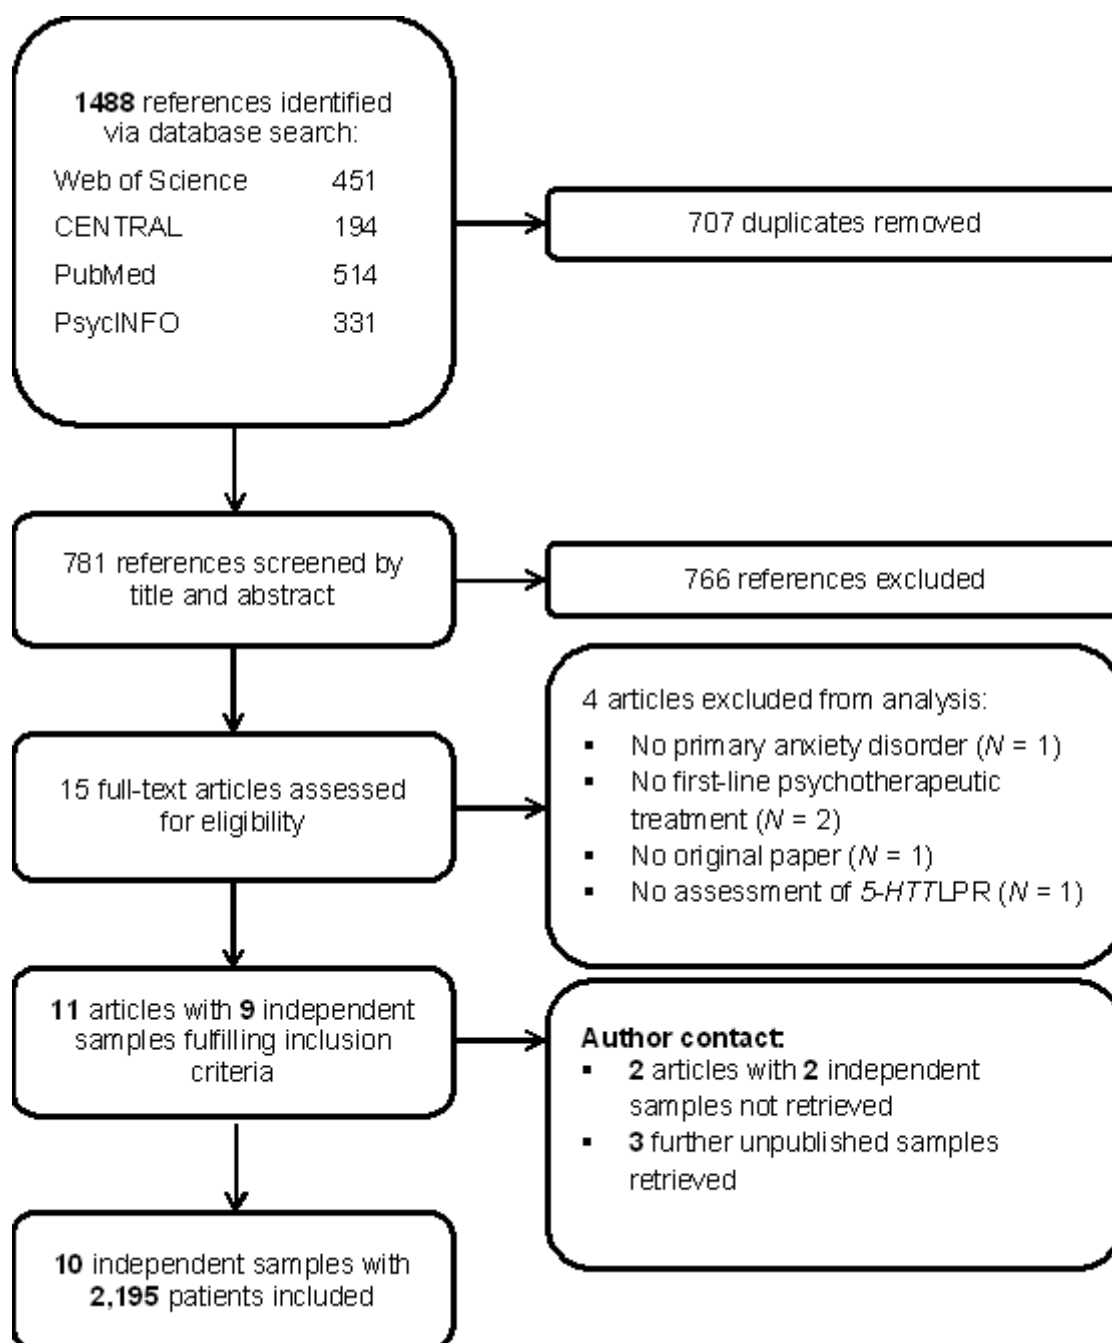 1488 references identified
via database search:
Web of Science 451
CENTRAL 194
PubMed 514
PsycINFO 331
707 duplicates removed
781 references screened by
title and abstract
766 references excluded
15 full-text articles assessed
for eligibility
4 articles excluded from analysis:
▪ No primary anxiety disorder (N = 1)
▪ No first-line psychotherapeutic
treatment (N = 2)
▪ No original paper (N = 1)
▪ No assessment of 5-HTTLPR (N = 1)
11 articles with 9 independent
samples fulfilling inclusion
criteria
Author contact:
▪ 2 articles with 2 independent
samples not retrieved
▪ 3 further unpublished samples
retrieved
10 independent samples with
2,195 patients included